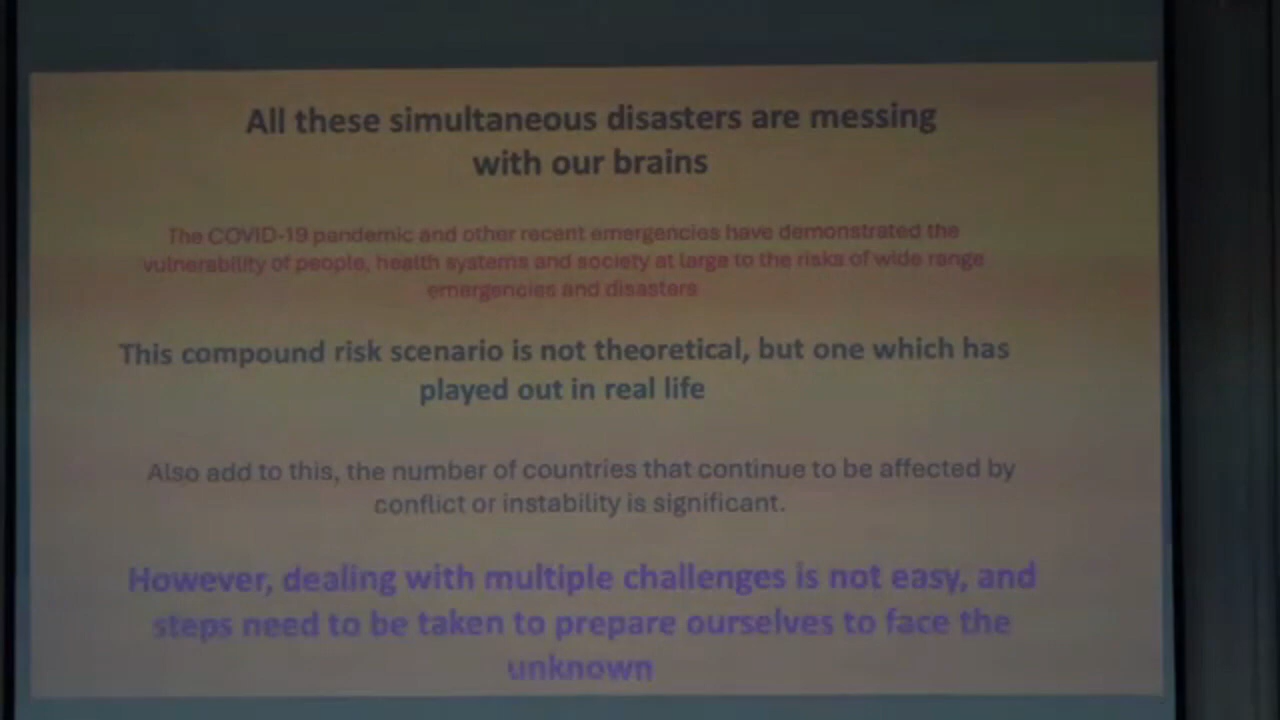 All these simultaneous disasters are messing
with our brains
The COVID-19 pandemic and other recent emergencies have demonstrated the
vulnerability of people, health systems and society at large to the risks of wide range
emergencies and disasters
This compound risk scenario is not theoretical, but one which has
played out in real life
Also add to this, the number of countries that continue to be affected by
conflict or instability is significant.
However, dealing with multiple challenges is not easy, and
steps need to be taken to prepare ourselves to face the
unknown